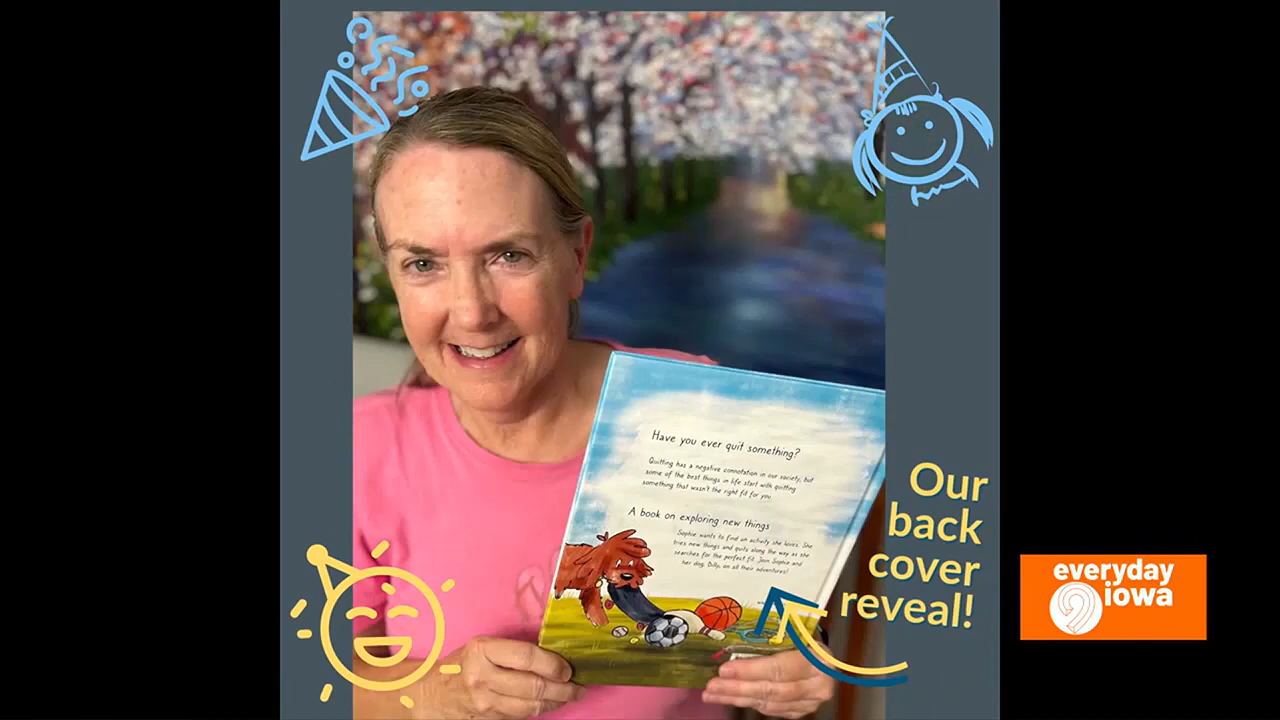 Have you ever quit something?
Quitting has a negative connotation in our society, but
some of the best things in life start with quitting
something that wasn't the right fit for you.
A book on exploring new things
Sophie wants to find an activity she loves. She
tries new things and quits along the way as she
searches for the perfect fit. Join Sophie and
her dog, Dilly, on all their adventures!
Our
back
cover
reveal!
everyday
9 iowa